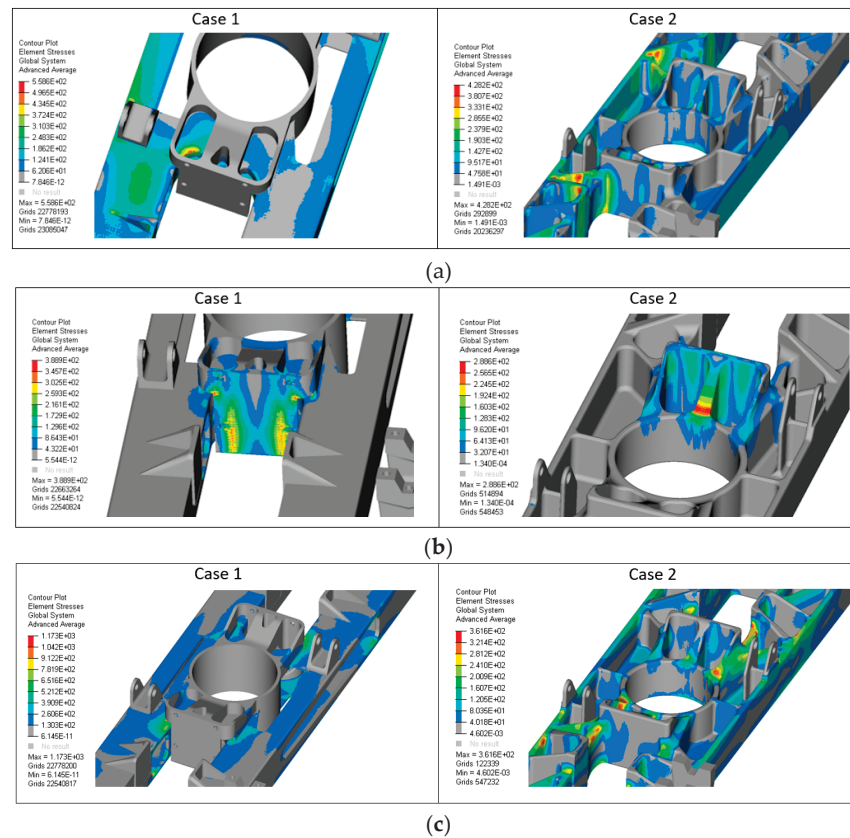 Case 1
Contour Plot
Element Stresses
Global System
Advanced Average
5.586E+02
4.965E+02
4.345E+02
3.724E+02
3.103E+02
2.483E+02
1.862E+02
1.241E+02
6.206E+01
7.846E-12
No result
Max = 5.586E+02
Grids 22778193
Min = 7.846E-12
Grids 23085047
Case 2
Contour Plot
Element Stresses
Global System
Advanced Average
4.282E+02
3.807E+02
3.331E+02
2.855E+02
2.379E+02
1.903E+02
1.427E+02
9.517E+01
4.758E+01
1.491E-03
No result
Max = 4.282E+02
Grids 292899
Min = 1.491E-03
Grids 20236297
(a)
Case 1
Contour Plot
Element Stresses
Global System
Advanced Average
3.889E+02
3.457E+02
3.025E+02
2.593E+02
2.161E+02
1.729E+02
1.296E+02
8.643E+01
4.322E+01
5.544E-12
No result
Max = 3.889E+02
Grids 22663264
Min = 5.544E-12
Grids 22540824
Case 2
Contour Plot
Element Stresses
Global System
Advanced Average
2.886E+02
2.565E+02
2.245E+02
1.924E+02
1.603E+02
1.283E+02
9.620E+01
6.413E+01
3.207E+01
1.340E-04
No result
Max = 2.886E+02
Grids 514894
Min = 1.340E-04
Grids 548453
(b)
Case 1
Contour Plot
Element Stresses
Global System
Advanced Average
1.173E+03
1.042E+03
9.122E+02
7.819E+02
6.516E+02
5.212E+02
3.909E+02
2.606E+02
1.303E+02
6.145E-11
No result
Max = 1.173E+03
Grids 22778200
Min = 6.145E-11
Grids 22540817
Case 2
Contour Plot
Element Stresses
Global System
Advanced Average
3.616E+02
3.214E+02
2.812E+02
2.410E+02
2.009E+02
1.607E+02
1.205E+02
8.035E+01
4.018E+01
4.602E-03
No result
Max = 3.616E+02
Grids 122339
Min = 4.602E-03
Grids 547232
(c)